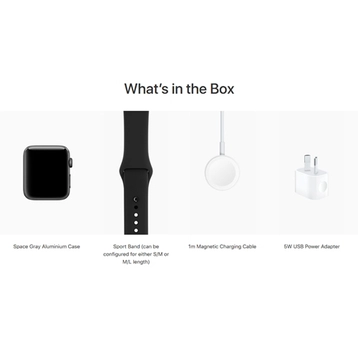 What's in the Box
Space Gray Aluminium Case
Sport Band (can be
configured for either S/M or
M/L length)
1m Magnetic Charging Cable
5W USB Power Adapter